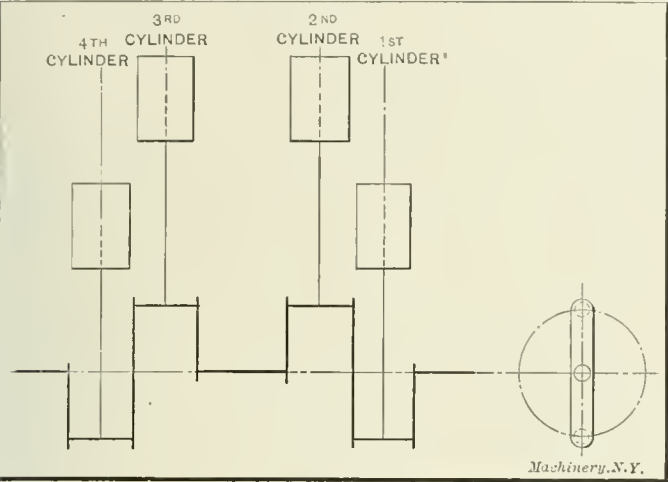 3RD
CYLINDER
2ND
CYLINDER
4TH
CYLINDER
1ST
CYLINDER
Machinery, N.Y.